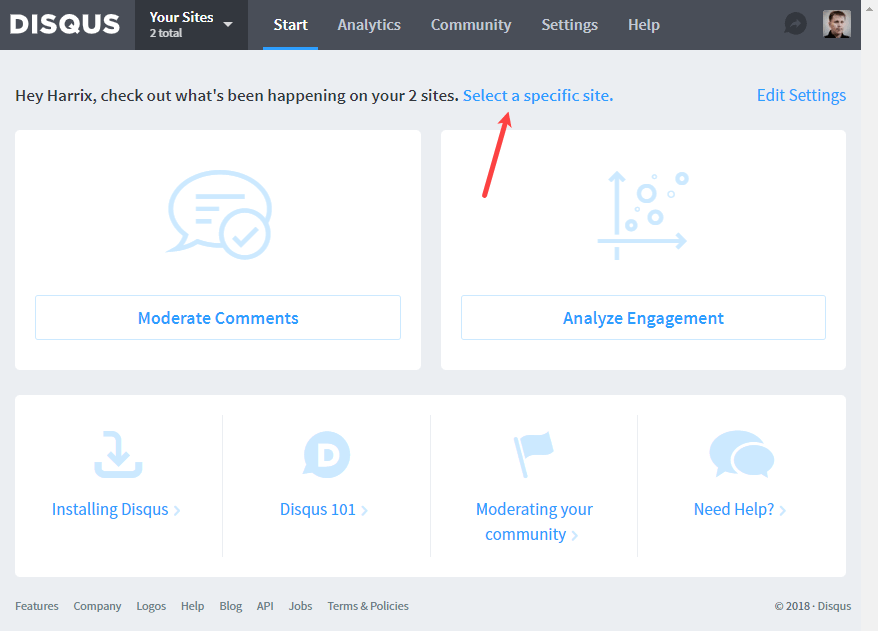 DISQUS
Your Sites
2 total
Start
Analytics
Community
Settings
Help
Hey Harrix, check out what's been happening on your 2 sites. Select a specific site.
Edit Settings
Moderate Comments
Analyze Engagement
D
Installing Disqus
Disqus 101
Moderating your
community
Need Help?
Features
Company
Logos
Help
Blog
API
Jobs
Terms & Policies
© 2018 · Disqus